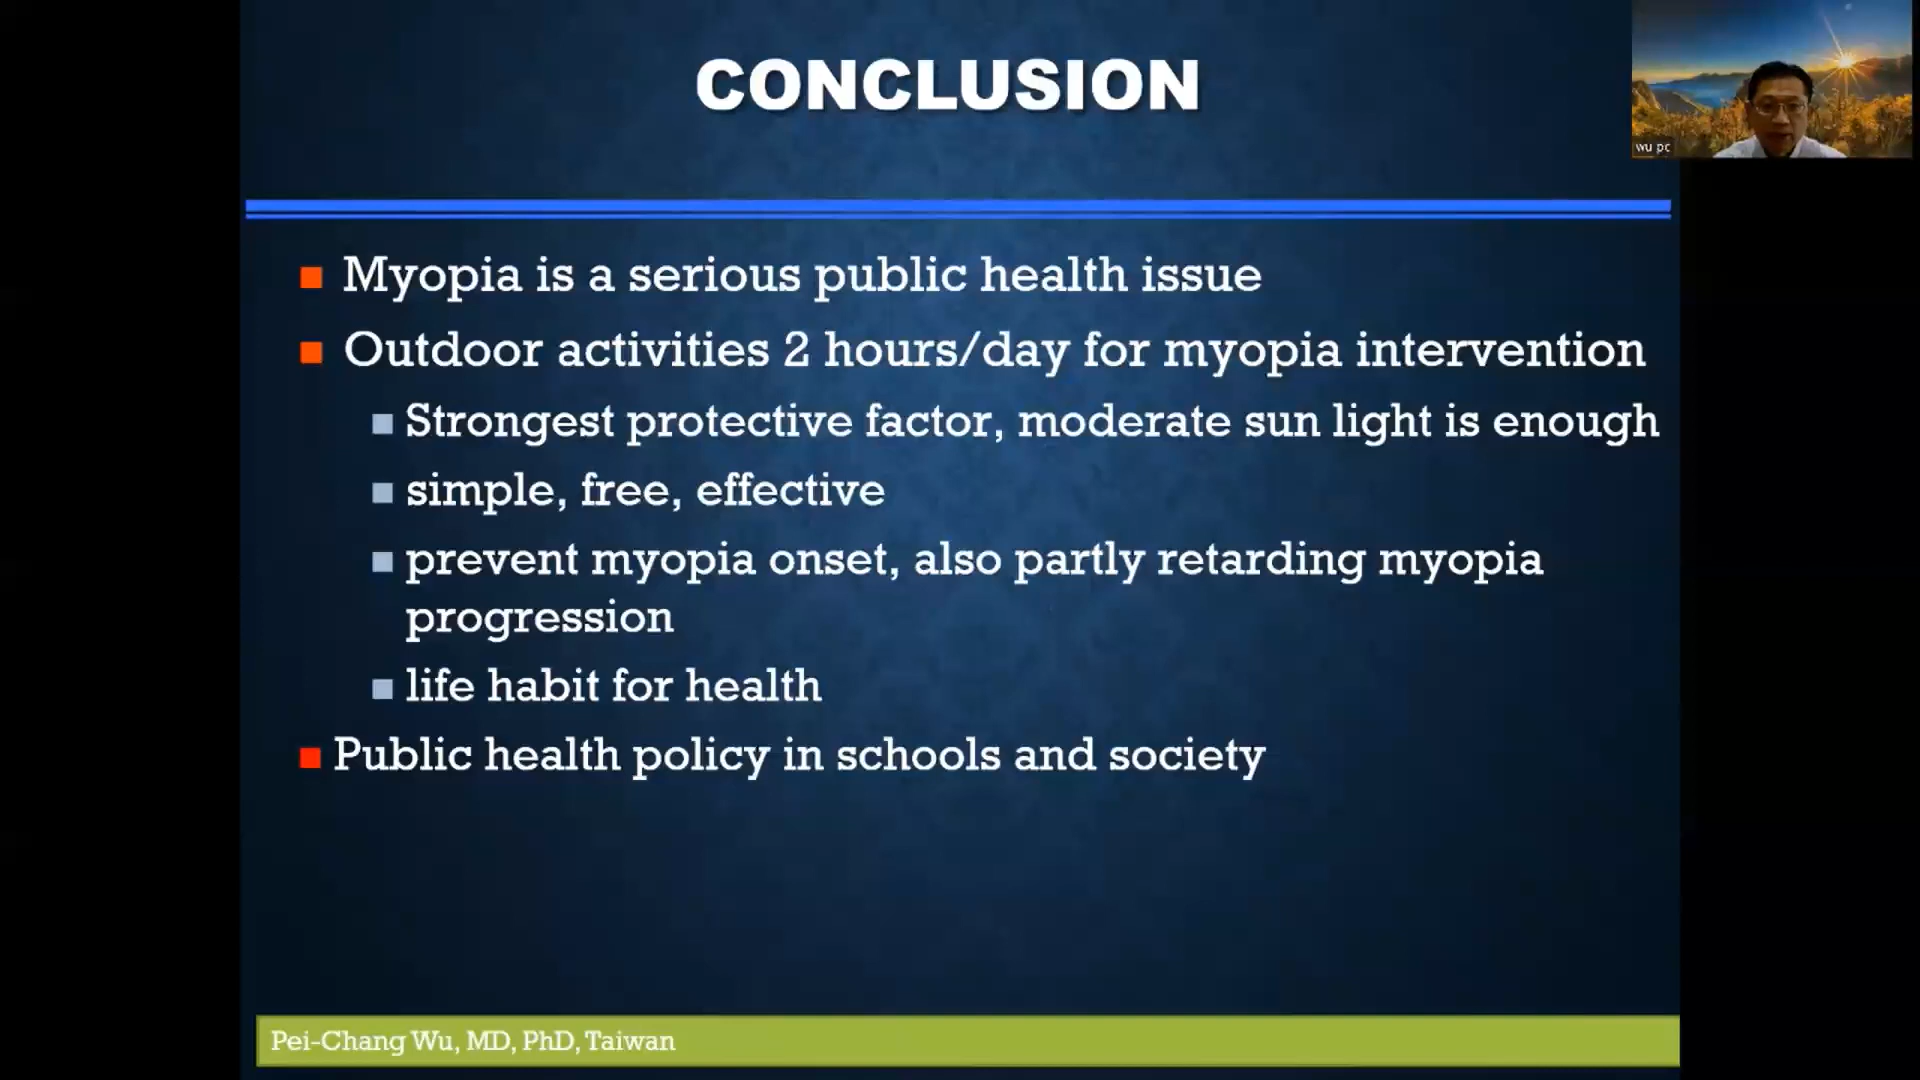 CONCLUSION
wu pc
Myopia is a serious public health issue
Outdoor activities 2 hours/day for myopia intervention
Strongest protective factor, moderate sun light is enough
simple, free, effective
prevent myopia onset, also partly retarding myopia
progression
life habit for health
Public health policy in schools and society
Pei-Chang Wu, MD, PhD, Taiwan